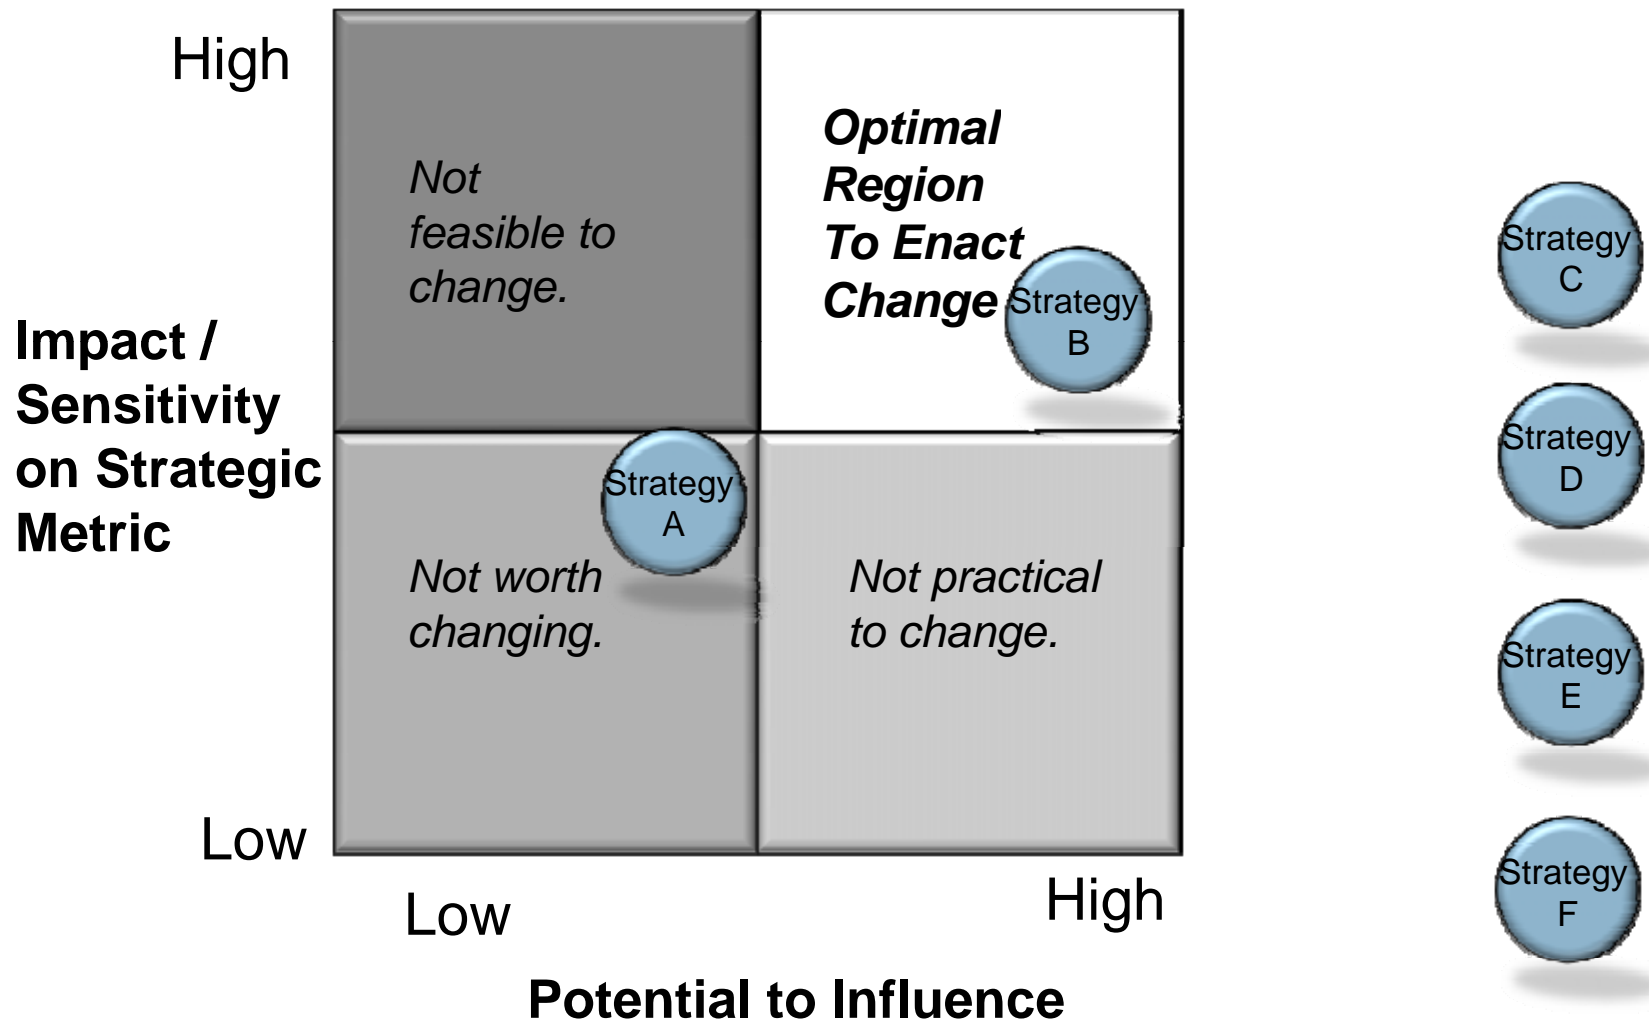 High
Impact /
Sensitivity
on Strategic
Metric
Low
Not
feasible to
change.
Optimal
Region
To Enact
Change
Strategy
B
Strategy
A
Not worth
changing.
Not practical
to change.
Low
High
Potential to Influence
Strategy
C
Strategy
D
Strategy
E
Strategy
F